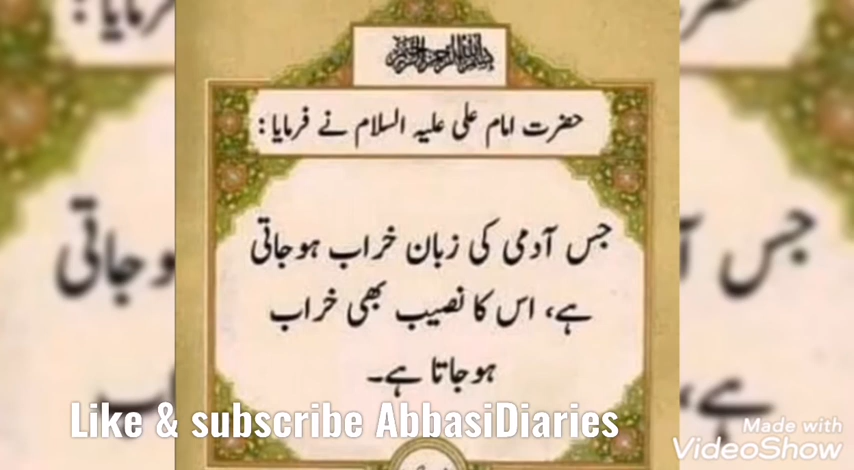 بسم اللہ الرحمن الرحیم
حضرت امام علی علیہ السلام نے فرمایا:
جس آدمی کی زبان خراب ہوجاتی
ہے، اس کا نصیب بھی خراب
ہوجاتا ہے۔
Like & subscribe AbbasiDiaries
Made with
VideoShow